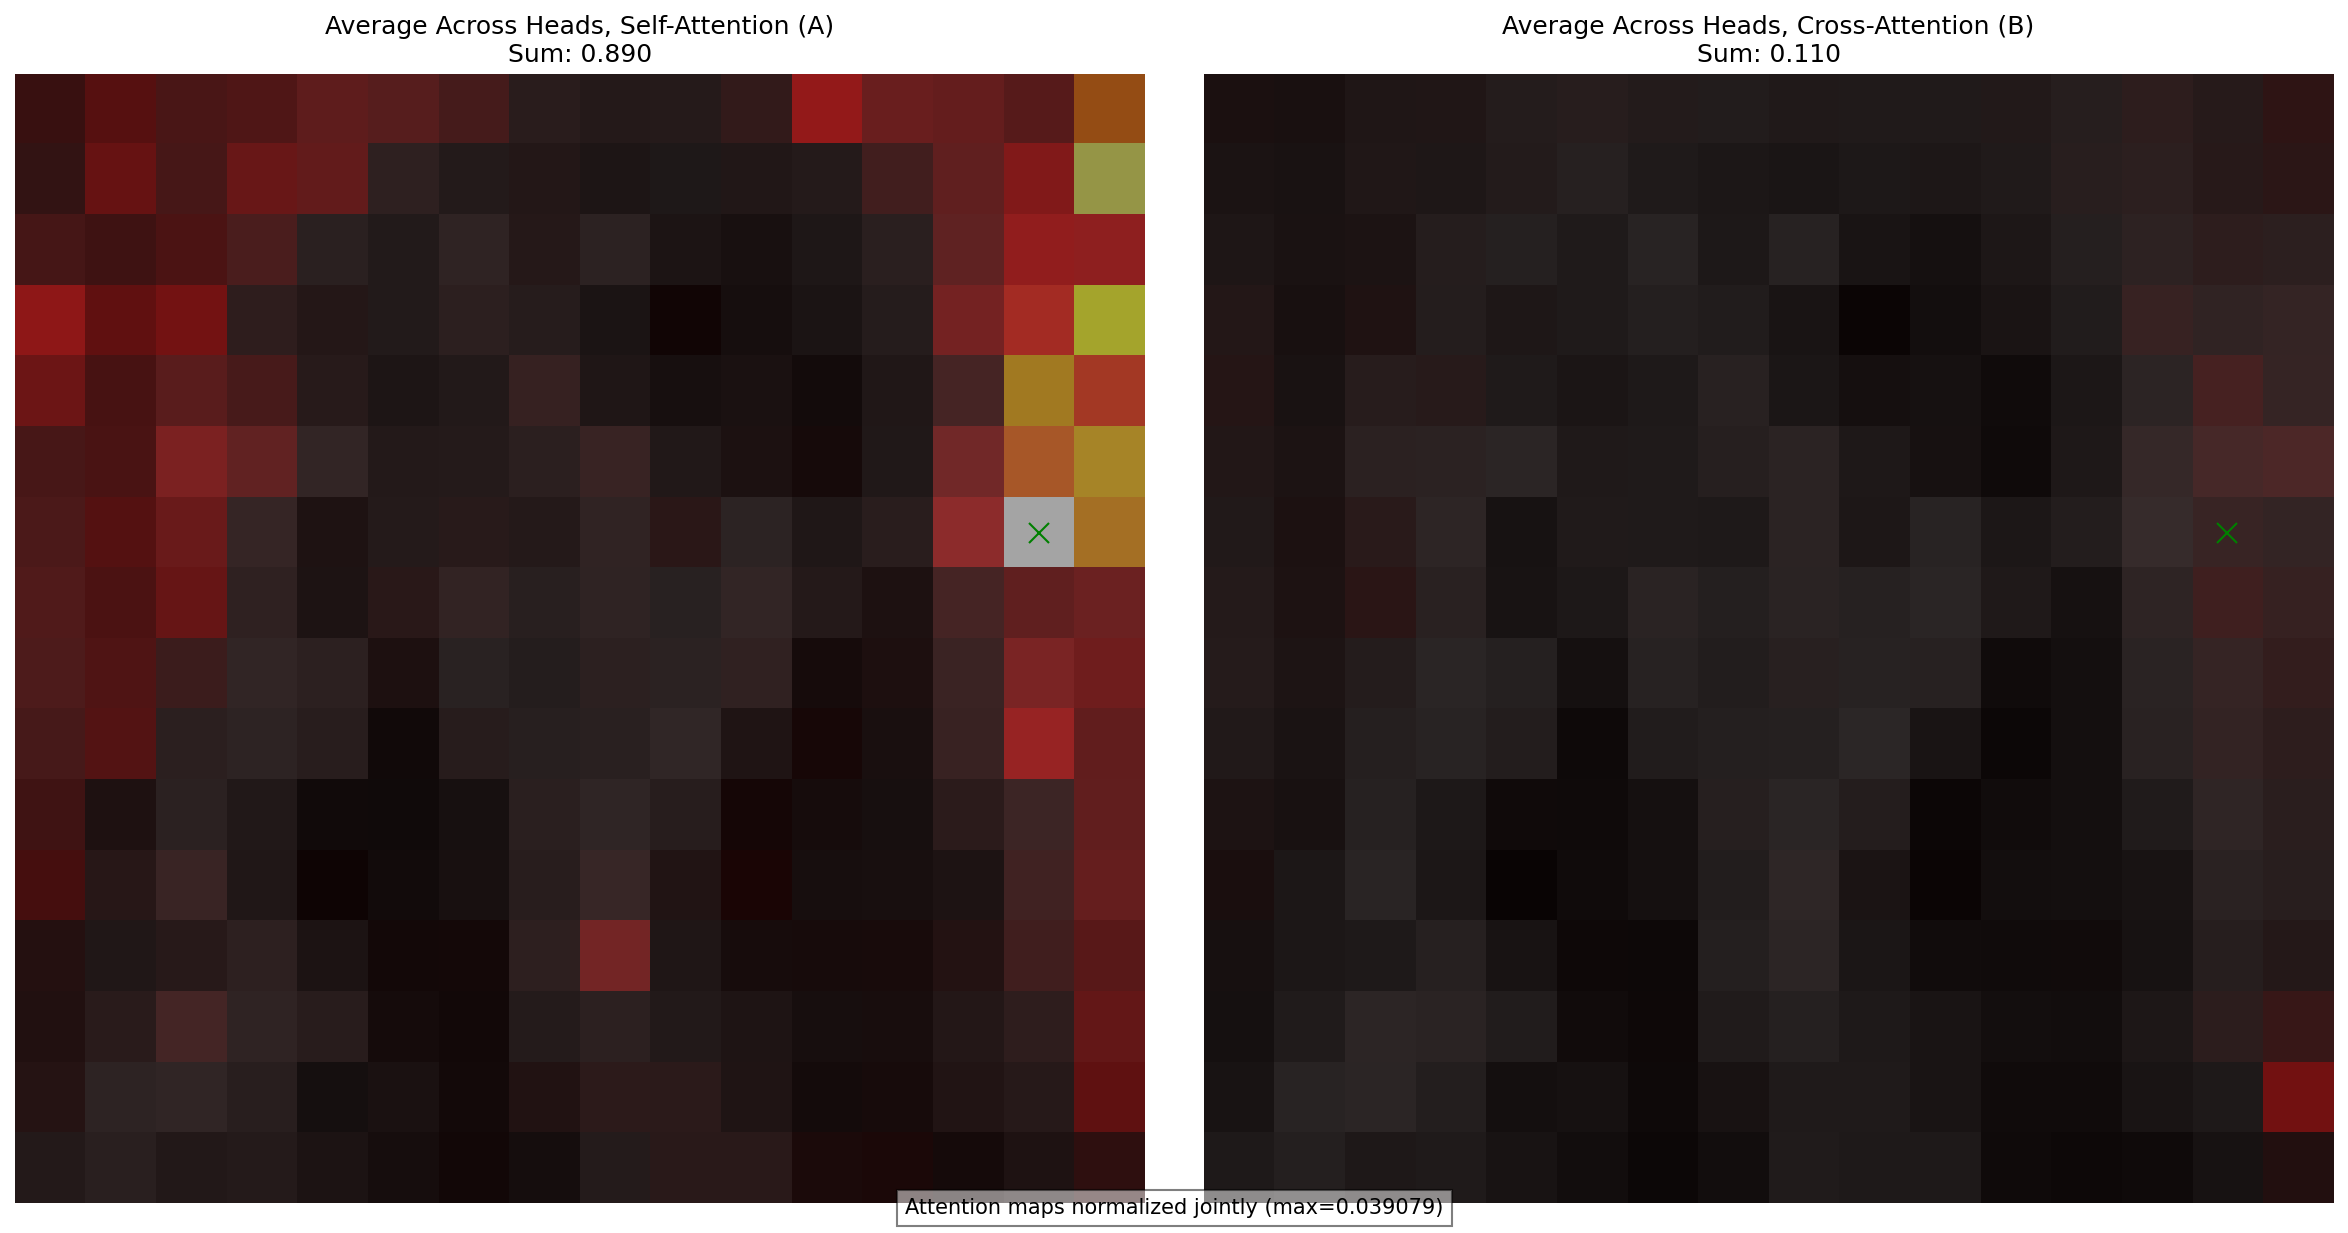 Average Across Heads, Self-Attention (A)
Sum: 0.890
Average Across Heads, Cross-Attention (B)
Sum: 0.110
Attention maps normalized jointly (max=0.039079)